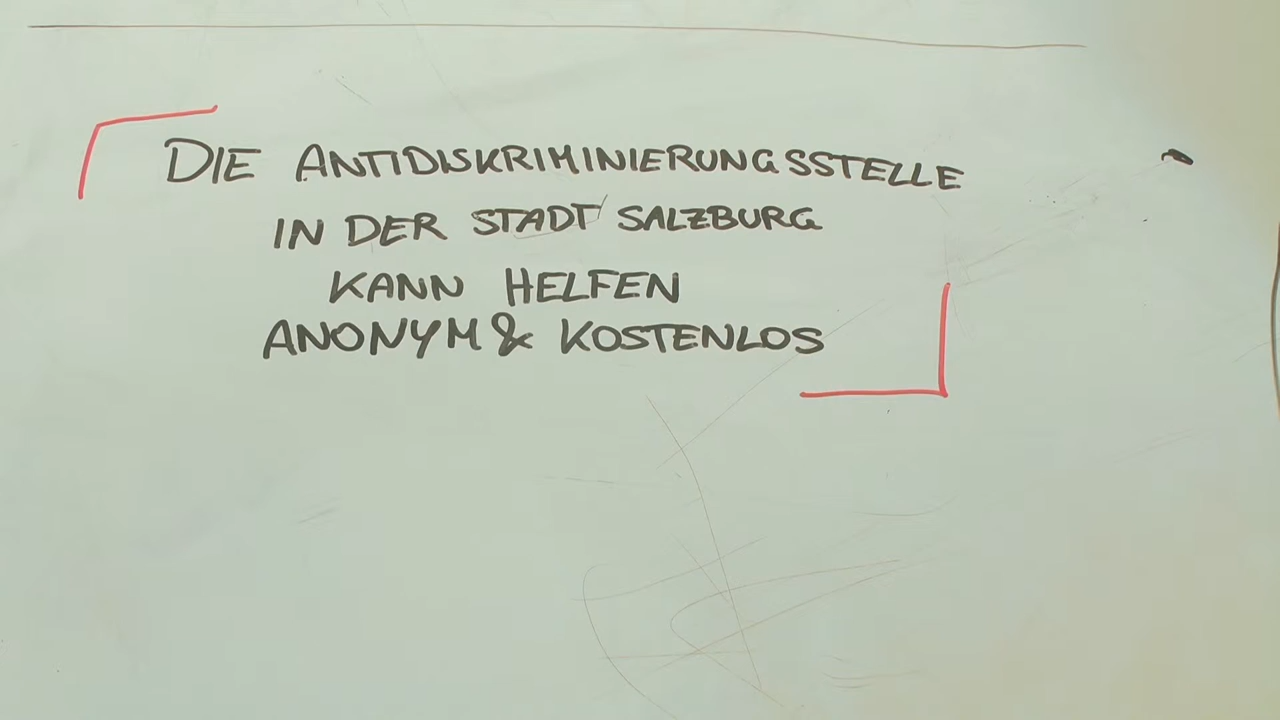 DIE ANTIDISKRIMINIERUNGSSTELLE
IN DER STADT SALZBURG
KANN HELFEN
ANONYM & KOSTENLOS